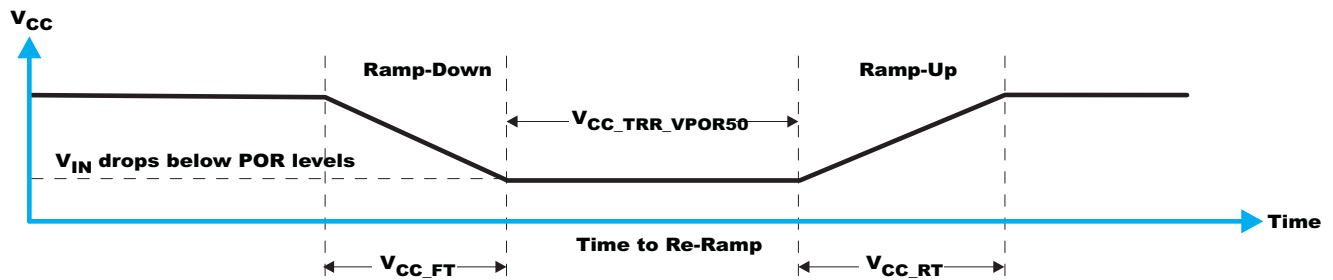 VCC
Ramp-Down
Ramp-Up
VCC_TRR_VPOR50
VIN drops below POR levels
Time
Time to Re-Ramp
VCC_FT
VCC_RT